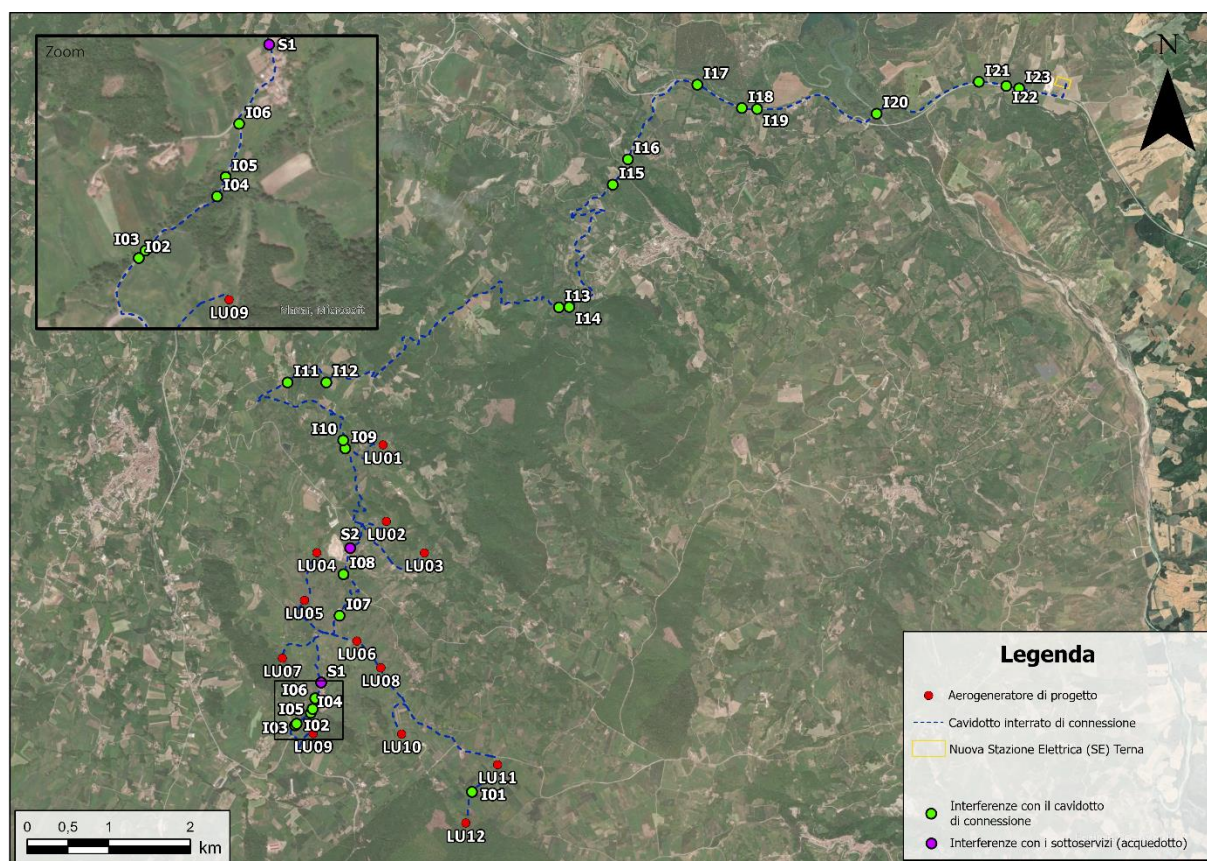 Zoom
S1
I06
I05
I04
I03
I02
LU09
Maxar, Microsoft
N
I17
I18
I19
I20
I21
I23
I22
I16
I15
I13
I14
I11
I12
I10
I09
LU01
LU02
S2
LU04
LU03
I08
LU05
I07
LU06
LU07
S1
LU08
I06
I04
I05
I03
I02
LU09
LU10
LU11
I01
LU12
0 0,5 1 2
km
Legenda
Aerogeneratore di progetto
Cavidotto interrato di connessione
Nuova Stazione Elettrica (SE) Terna
Interferenze con il cavidotto
di connessione
Interferenze con i sottoservizi (acquedotto)